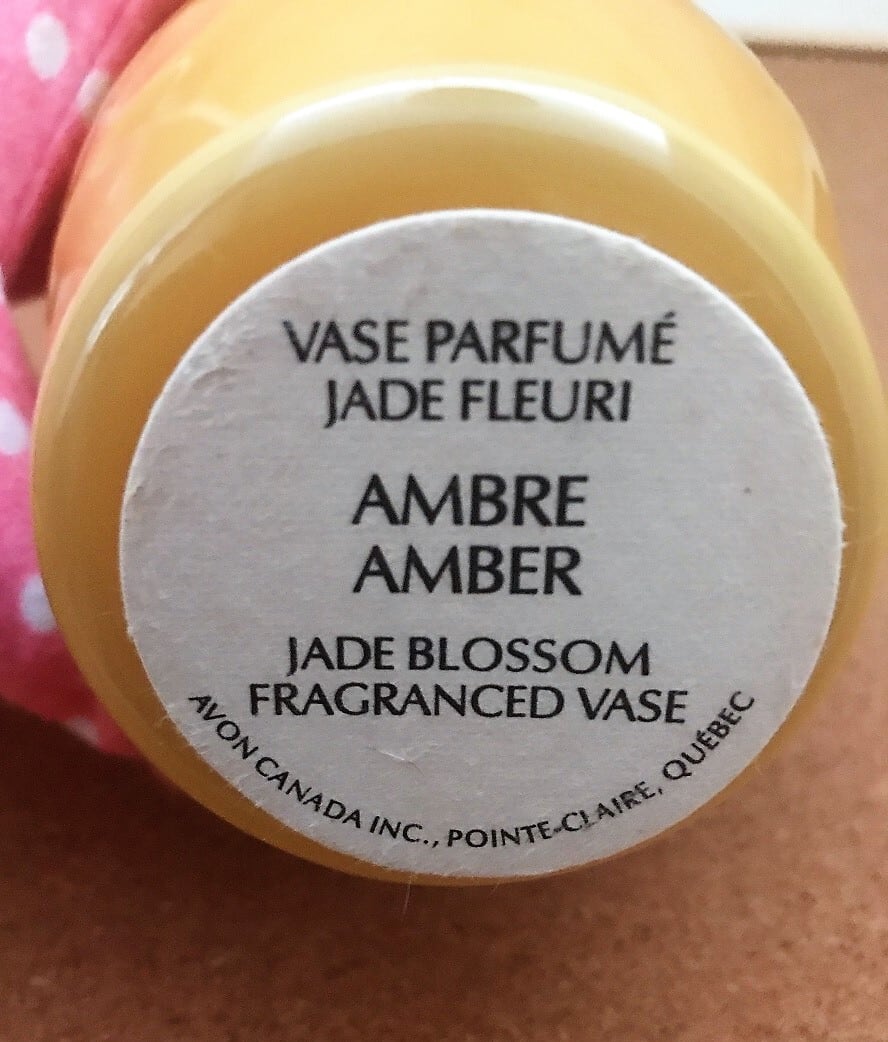 VASE PARFUMÉ
JADE FLEURI
AMBRE
AMBER
JADE BLOSSOM
FRAGRANCED VASE
AVON CANADA INC., POINTE-CLAIRE, QUÉBEC